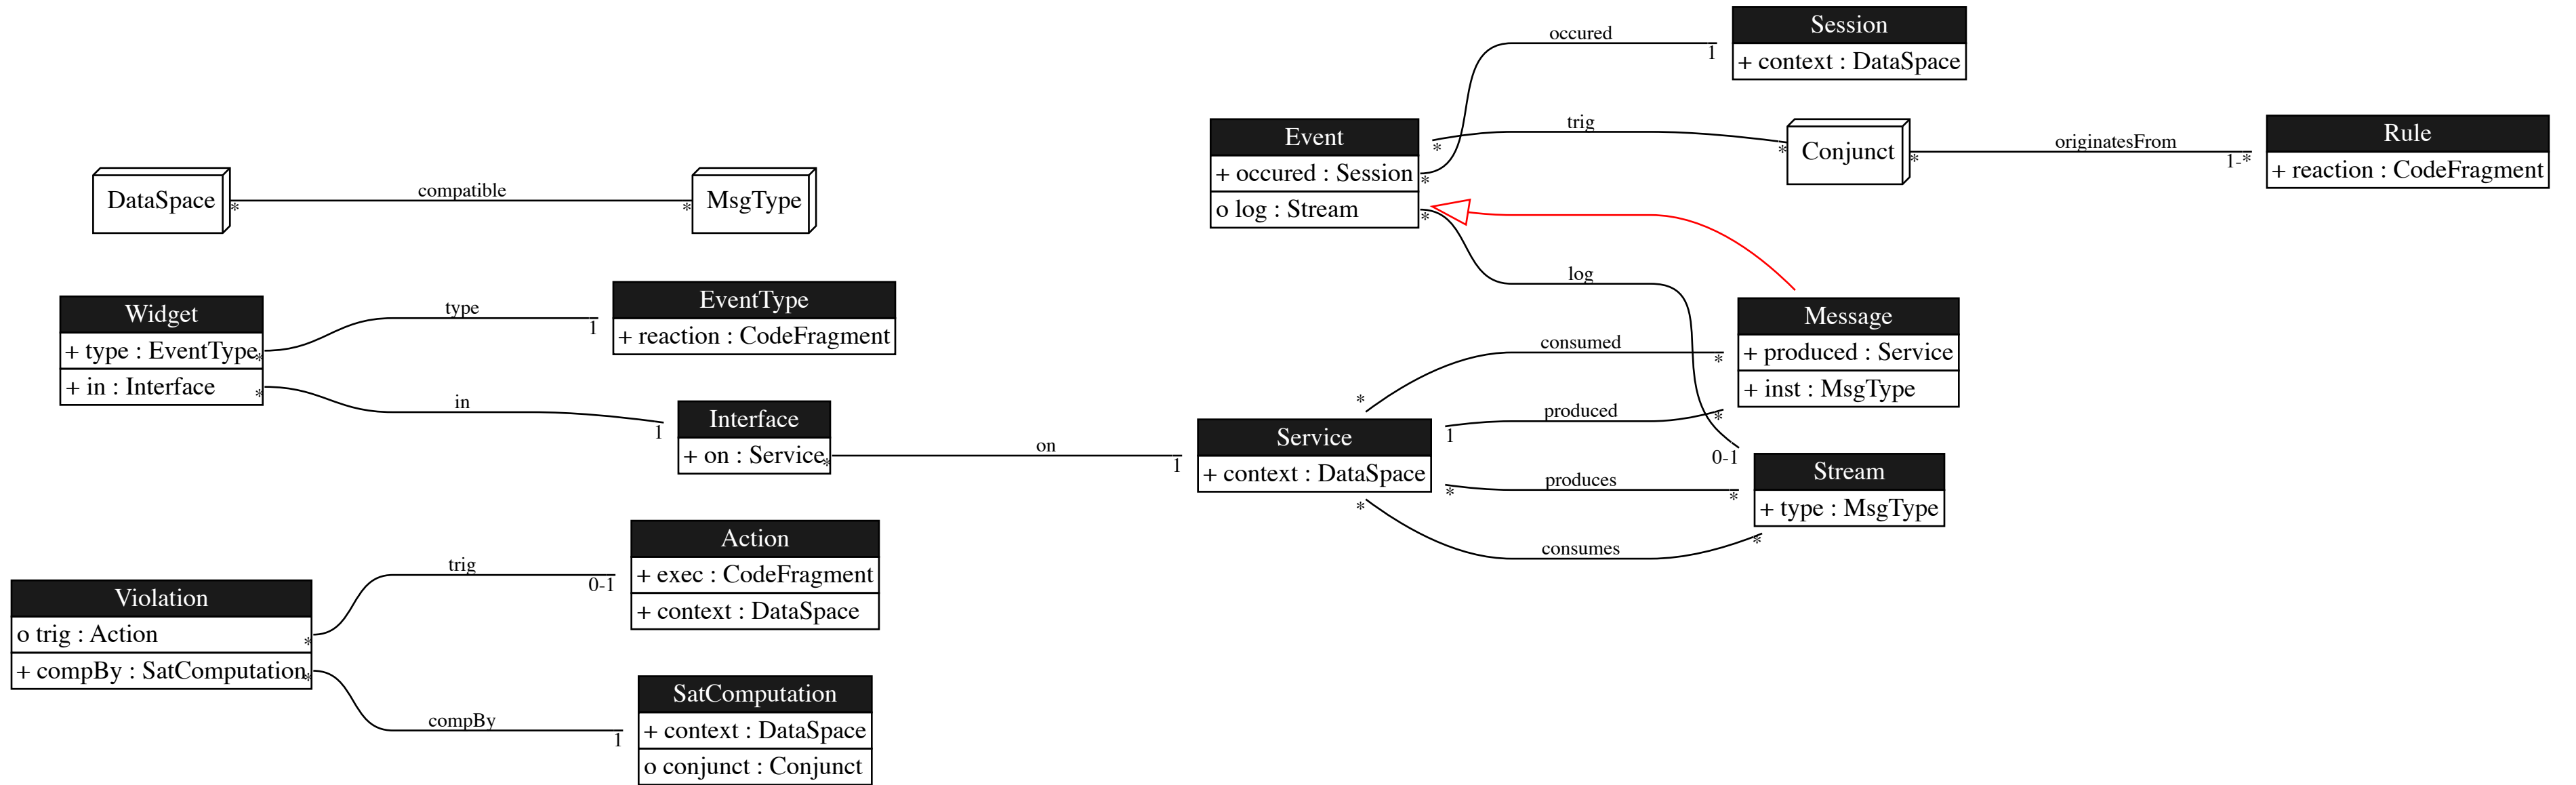 DataSpace
*
compatible
*
MsgType
Widget
+ type : EventType
*
+ in : Interface
*
type
1
EventType
+ reaction : CodeFragment
in
1
Interface
+ on : Service
*
on
1
Violation
o trig : Action
*
+ compBy : SatComputation
*
trig
0-1
Action
+ exec : CodeFragment
+ context : DataSpace
compBy
1
SatComputation
+ context : DataSpace
o conjunct : Conjunct
Event
+ occured : Session
*
o log : Stream
*
occured
1
Session
+ context : DataSpace
*
trig
*
Conjunct
*
originatesFrom
1-*
Rule
+ reaction : CodeFragment
log
0-1
Service
+ context : DataSpace
*
consumed
*
1
produced
*
Message
+ produced : Service
+ inst : MsgType
*
produces
*
*
consumes
*
Stream
+ type : MsgType